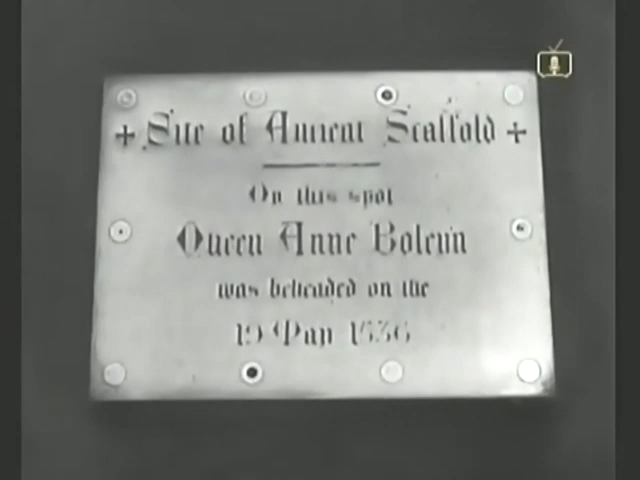 + Site of Ancient Scaffold +
On this spot
Queen Anne Boleyn
was beheaded on the
19 May 1536